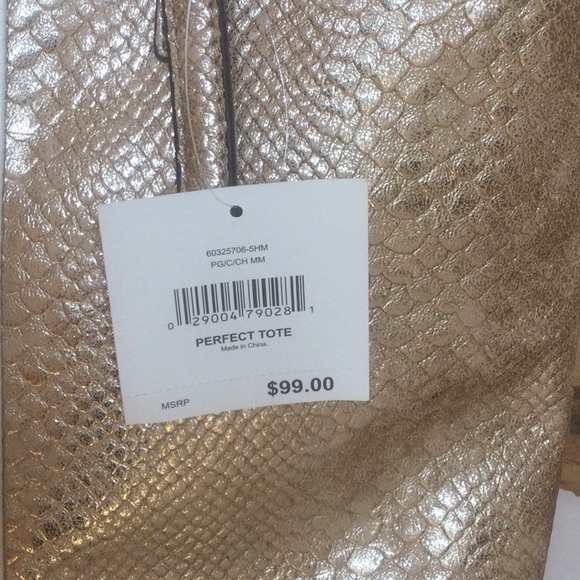 60325706-5HM
PG/C/CH MM
0 29004 79028 1
PERFECT TOTE
Made in China.
MSRP $99.00